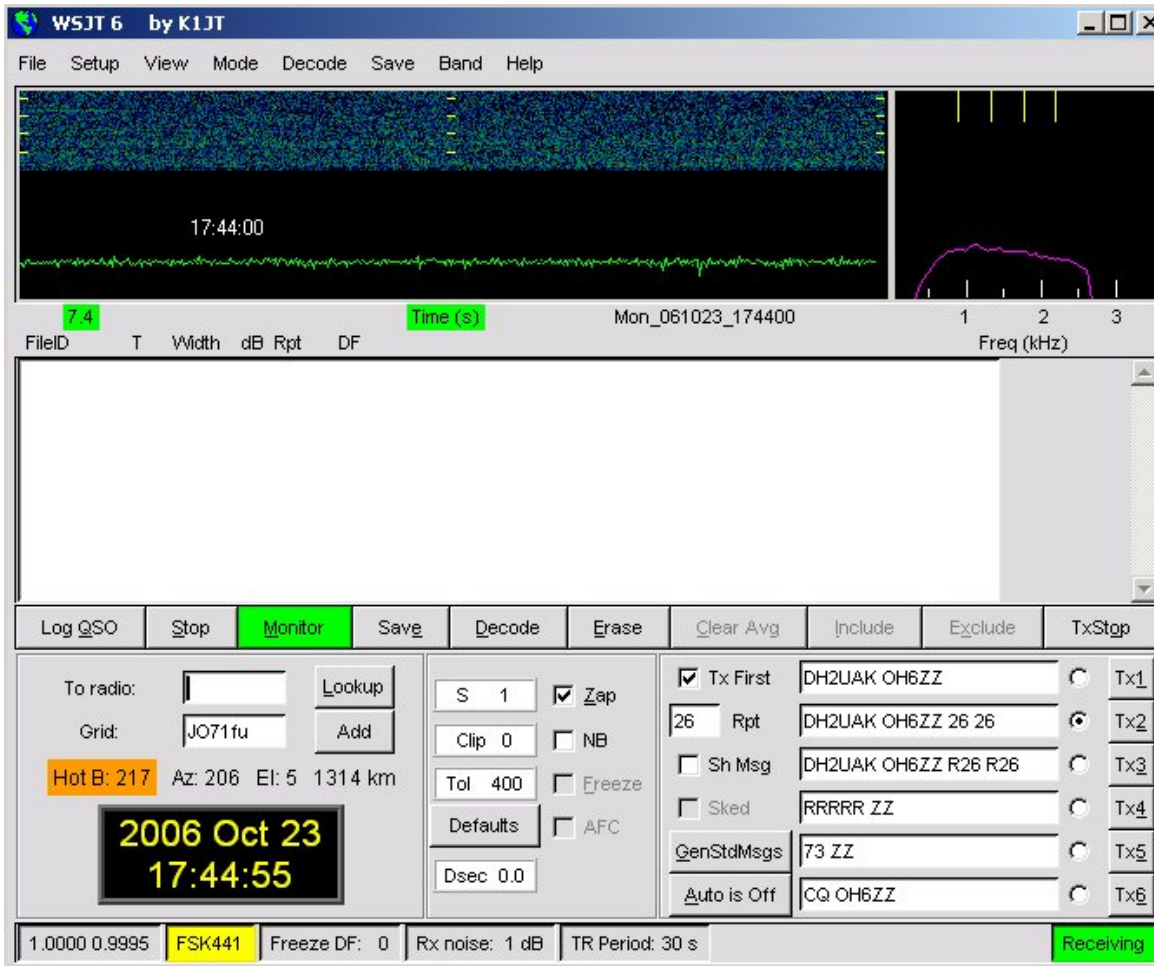 WSJT 6 by K1JT
File Setup View Mode Decode Save Band Help
17:44:00
7.4 Time (s) Mon_061023_174400 1 2 3
FileID T Width dB Rpt DF Freq (kHz)
Log QSO Stop Monitor Save Decode Erase Clear Avg Include Exclude TxStop
To radio: Lookup
Grid: JO71fu Add
Hot B: 217 Az: 206 El: 5 1314 km
2006 Oct 23
17:44:55
S 1 Zap
Clip 0 NB
Tol 400 Freeze
Defaults AFC
Dsec 0.0
Tx First DH2UAK OH6ZZ Tx1
26 Rpt DH2UAK OH6ZZ 26 26 Tx2
Sh Msg DH2UAK OH6ZZ R26 R26 Tx3
Sked RRRRR ZZ Tx4
GenStdMsgs 73 ZZ Tx5
Auto is Off CQ OH6ZZ Tx6
1.0000 0.9995 FSK441 Freeze DF: 0 Rx noise: 1 dB TR Period: 30 s Receiving